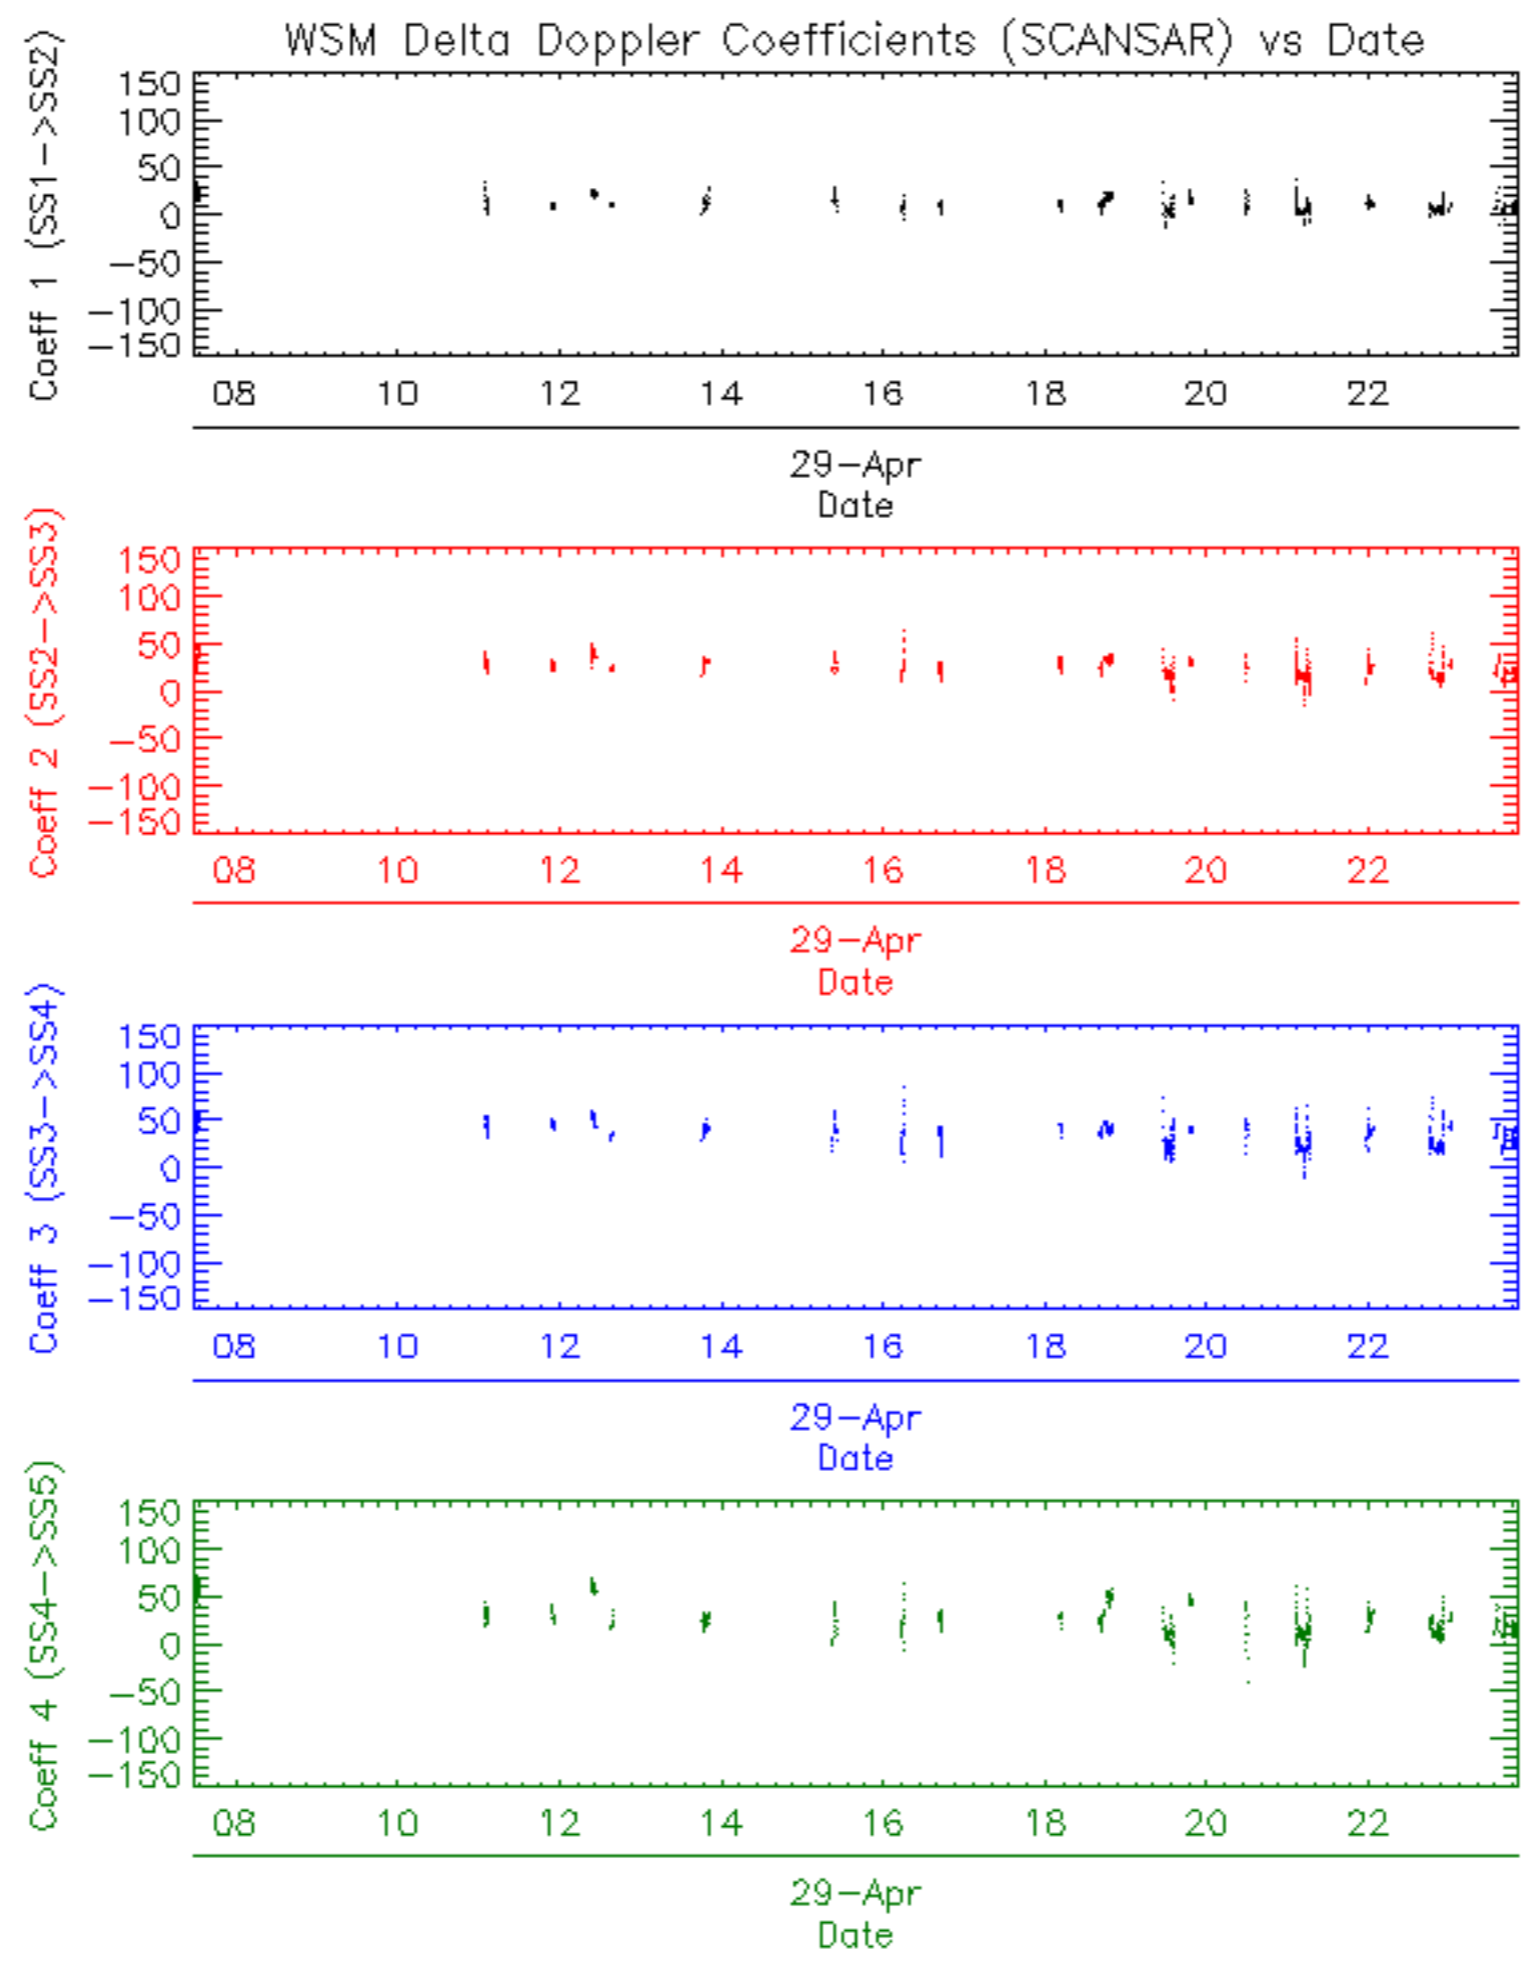 WSM Delta Doppler Coefficients (SCANSAR) vs Date
Coeff 1 (SS1->SS2)
150
100
50
0
-50
-100
-150
08 10 12 14 16 18 20 22
29-Apr
Date
Coeff 2 (SS2->SS3)
150
100
50
0
-50
-100
-150
08 10 12 14 16 18 20 22
29-Apr
Date
Coeff 3 (SS3->SS4)
150
100
50
0
-50
-100
-150
08 10 12 14 16 18 20 22
29-Apr
Date
Coeff 4 (SS4->SS5)
150
100
50
0
-50
-100
-150
08 10 12 14 16 18 20 22
29-Apr
Date